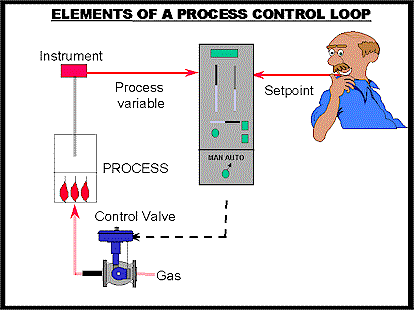 ELEMENTS OF A PROCESS CONTROL LOOP
Instrument
Process
variable
Setpoint
PROCESS
MAN AUTO
Control Valve
Gas